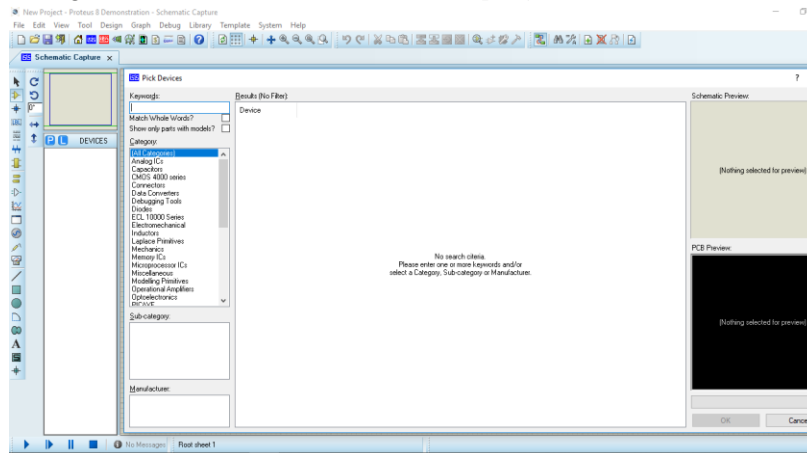 New Project - Proteus 8 Demonstration - Schematic Capture
File Edit View Tool Design Graph Debug Library Template System Help
Schematic Capture x
Pick Devices ?
Keywords:
Match Whole Words?
Show only parts with models?
Category:
(All Categories)
Analog ICs
Capacitors
CMOS 4000 series
Connectors
Data Converters
Debugging Tools
Diodes
ECL 10000 Series
Electromechanical
Inductors
Laplace Primitives
Mechanics
Memory ICs
Microprocessor ICs
Miscellaneous
Modelling Primitives
Operational Amplifiers
Optoelectronics
PICAXE
Sub-category:
Manufacturer:
Results (No Filter):
Device
No search criteria.
Please enter one or more keywords and/or
select a Category, Sub-category or Manufacturer.
Schematic Preview:
(Nothing selected for preview)
PCB Preview:
(Nothing selected for preview)
OK Cance
0°
P L DEVICES
A
No Messages Root sheet 1